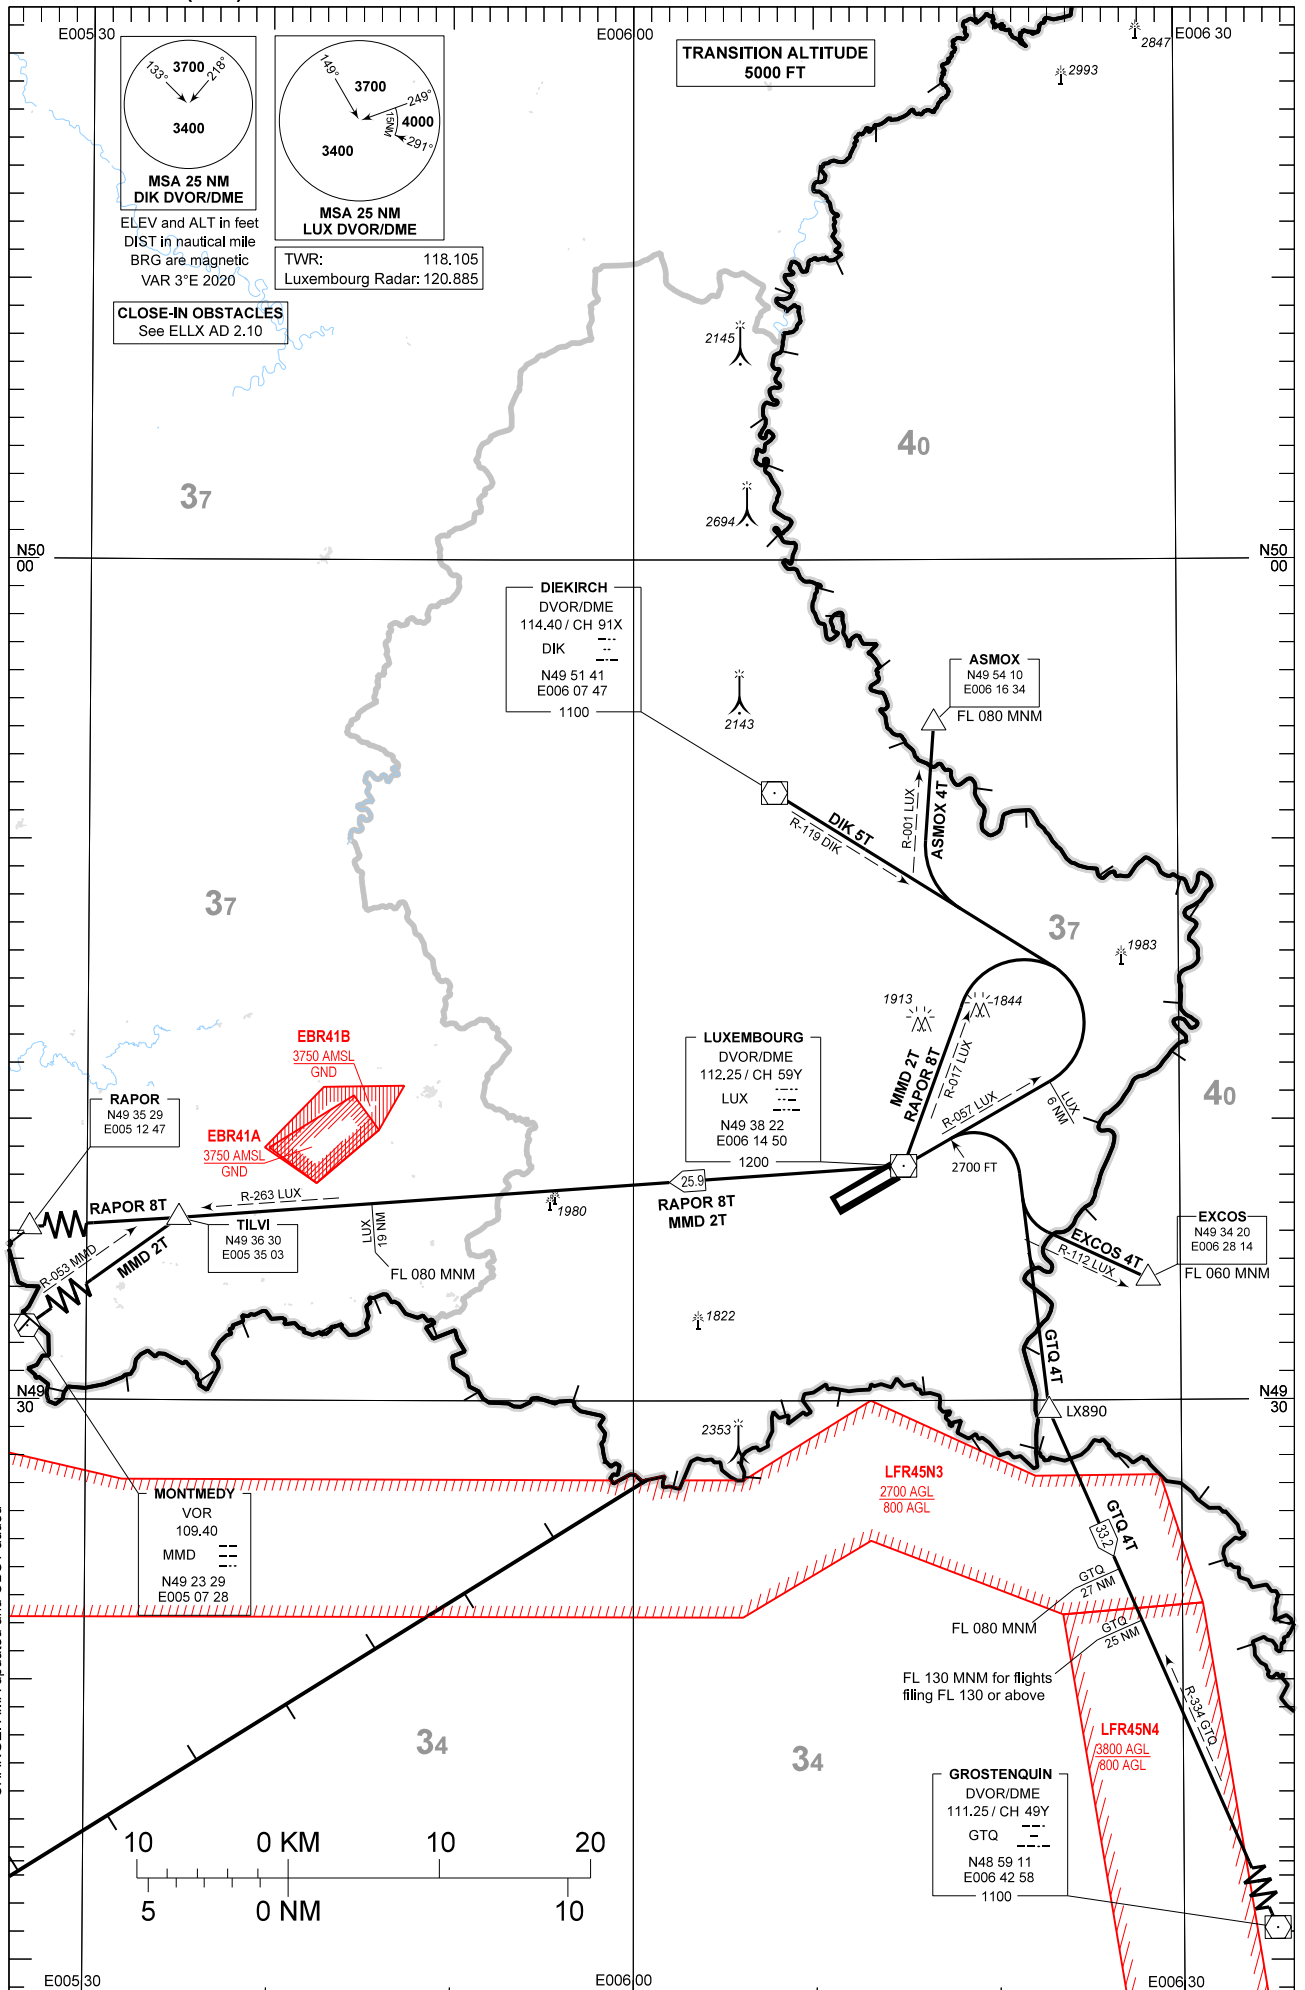 E005 30
E006 00
E006 30
3700
133°
218°
3400
MSA 25 NM
DIK DVOR/DME
149°
3700
249°
4000
15NM
291°
3400
MSA 25 NM
LUX DVOR/DME
TRANSITION ALTITUDE
5000 FT
2847
2993
ELEV and ALT in feet
DIST in nautical mile
BRG are magnetic
VAR 3°E 2020
TWR: 118.105
Luxembourg Radar: 120.885
CLOSE-IN OBSTACLES
See ELLX AD 2.10
2145
40
37
2694
N50
00
N50
00
DIEKIRCH
DVOR/DME
114.40 / CH 91X
DIK
N49 51 41
E006 07 47
1100
ASMOX
N49 54 10
E006 16 34
FL 080 MNM
2143
DIK 5T
R-119 DIK
R-001 LUX
ASMOX 4T
37
37
1983
1913
1844
LUXEMBOURG
DVOR/DME
112.25 / CH 59Y
LUX
N49 38 22
E006 14 50
1200
MMD 2T
RAPOR 8T
R-017 LUX
R-057 LUX
LUX
6 NM
40
EBR41B
3750 AMSL
GND
RAPOR
N49 35 29
E005 12 47
EBR41A
3750 AMSL
GND
2700 FT
25.9
RAPOR 8T
MMD 2T
RAPOR 8T
R-263 LUX
1980
TILVI
N49 36 30
E005 35 03
LUX
19 NM
FL 080 MNM
R-053 MMD
MMD 2T
EXCOS
N49 34 20
E006 28 14
FL 060 MNM
EXCOS 4T
R-112 LUX
1822
GTQ 4T
N49
30
N49
30
LX890
2353
LFR45N3
2700 AGL
800 AGL
MONTMEDY
VOR
109.40
MMD
N49 23 29
E005 07 28
GTQ 4T
33.2
GTQ
27 NM
FL 080 MNM
GTQ
25 NM
FL 130 MNM for flights
filing FL 130 or above
R-334 GTQ
34
34
LFR45N4
3800 AGL
800 AGL
GROSTENQUIN
DVOR/DME
111.25 / CH 49Y
GTQ
N48 59 11
E006 42 58
1100
10 0 KM 10 20
5 0 NM 10
E005 30
E006 00
E006 30